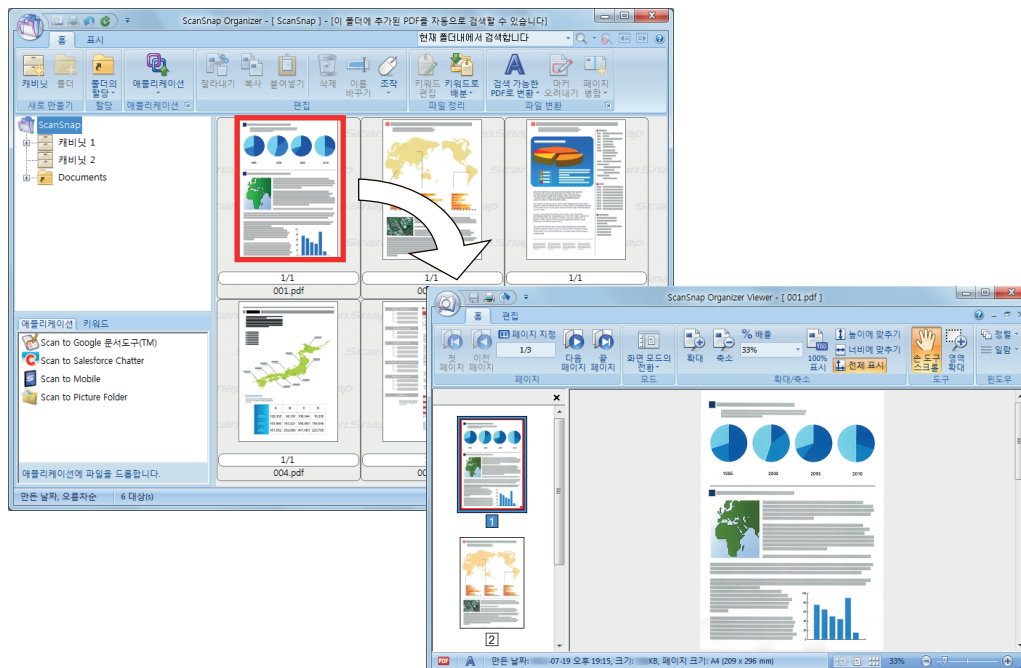 ScanSnap Organizer - [ ScanSnap ] - [이 폴더에 추가된 PDF를 자동으로 검색할 수 있습니다]
홈 표시
현재 폴더내에서 검색합니다
캐비닛 폴더
폴더의 할당
애플리케이션
잘라내기 복사 붙여넣기
삭제 이름 바꾸기 조작
키워드 편집 키워드로 배분
검색 가능한 PDF로 변환
마커 오려내기 페이지 병합
새로 만들기 할당 애플리케이션 편집 파일 정리 파일 변환
ScanSnap
캐비닛 1
캐비닛 2
Documents
1/1
001.pdf
1/1
00
1/1
애플리케이션 키워드
Scan to Google 문서도구(TM)
Scan to Salesforce Chatter
Scan to Mobile
Scan to Picture Folder
애플리케이션에 파일을 드롭합니다.
1/1
004.pdf
00
만든 날짜, 오름차순 6 대상(s)
ScanSnap Organizer Viewer - [ 001.pdf ]
홈 편집
첫 페이지 이전 페이지
페이지 지정
1/3
다음 페이지 끝 페이지
화면 모드의 전환
확대 축소
% 배율
33%
100% 표시
높이에 맞추기
너비에 맞추기
전체 표시
손 도구 스크롤 영역 확대
정렬
일람
페이지 모드 확대/축소 도구 윈도우
1
2
1995 2000 2005 2010
만든 날짜: -07-19 오후 19:15, 크기: KB, 페이지 크기: A4 (209 x 296 mm)
33%